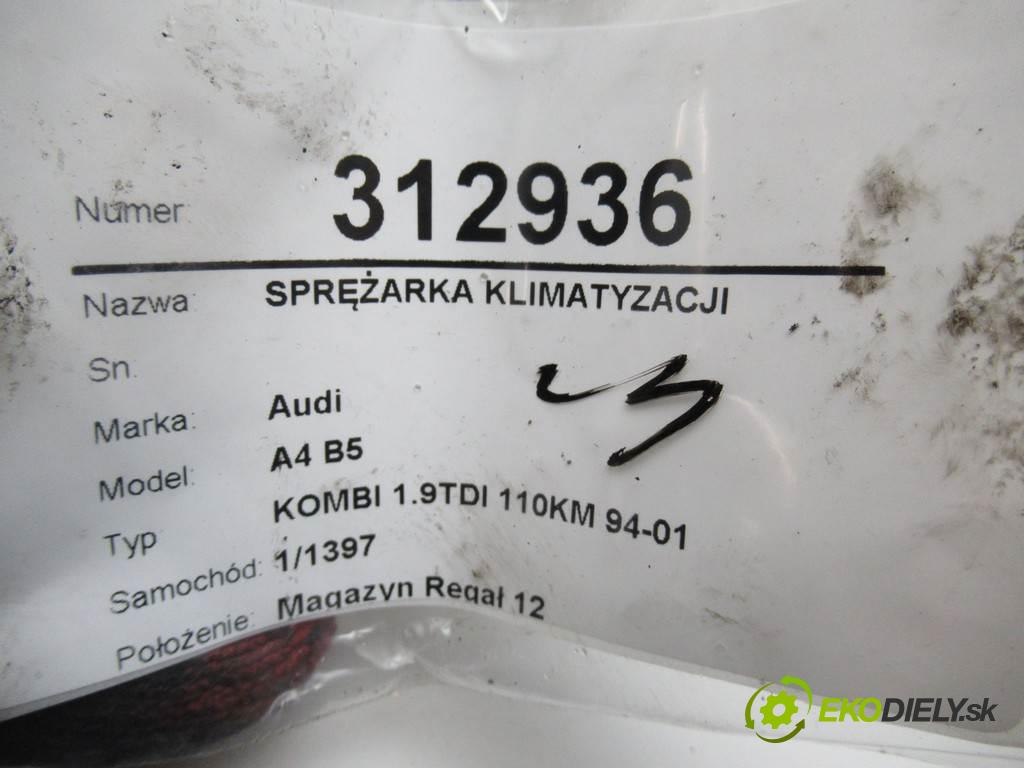 Numer: 312936
Nazwa: SPRĘŻARKA KLIMATYZACJI
Sn.
Marka: Audi
Model: A4 B5
Typ KOMBI 1.9TDI 110KM 94-01
Samochód: 1/1397
Położenie: Magazyn Regał 12
EKODIELY.sk